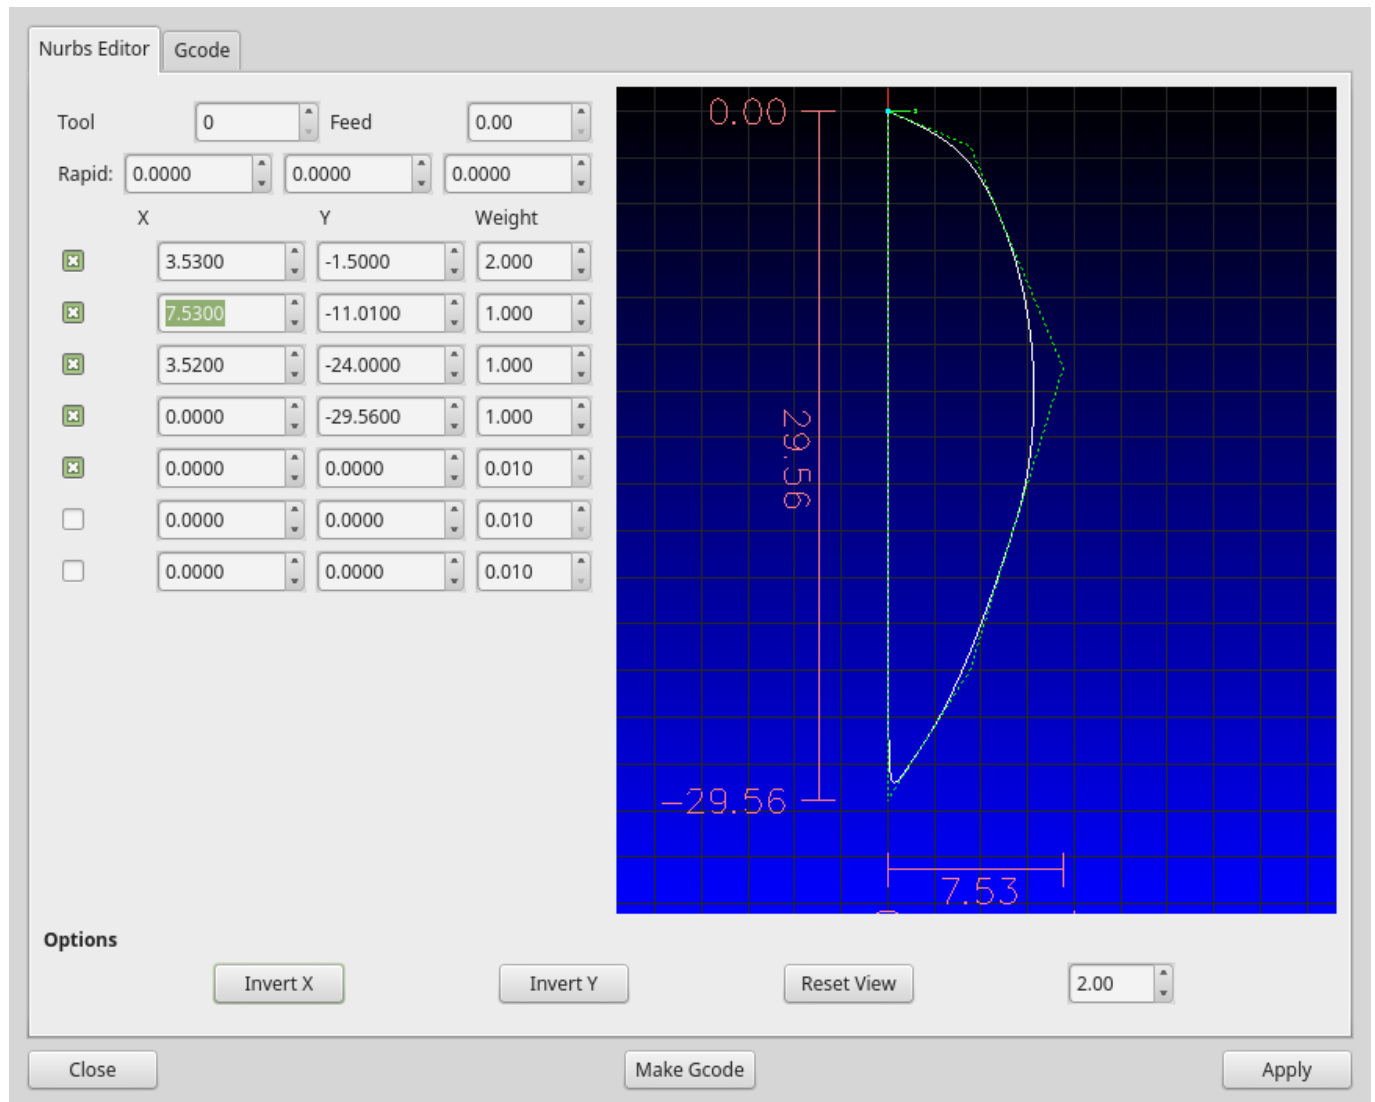 Nurbs Editor Gcode
Tool 0 Feed 0.00
Rapid: 0.0000 0.0000 0.0000
X Y Weight
3.5300 -1.5000 2.000
7.5300 -11.0100 1.000
3.5200 -24.0000 1.000
0.0000 -29.5600 1.000
0.0000 0.0000 0.010
0.0000 0.0000 0.010
0.0000 0.0000 0.010
0.00
29.56
-29.56
7.53
Options
Invert X Invert Y Reset View 2.00
Close Make Gcode Apply